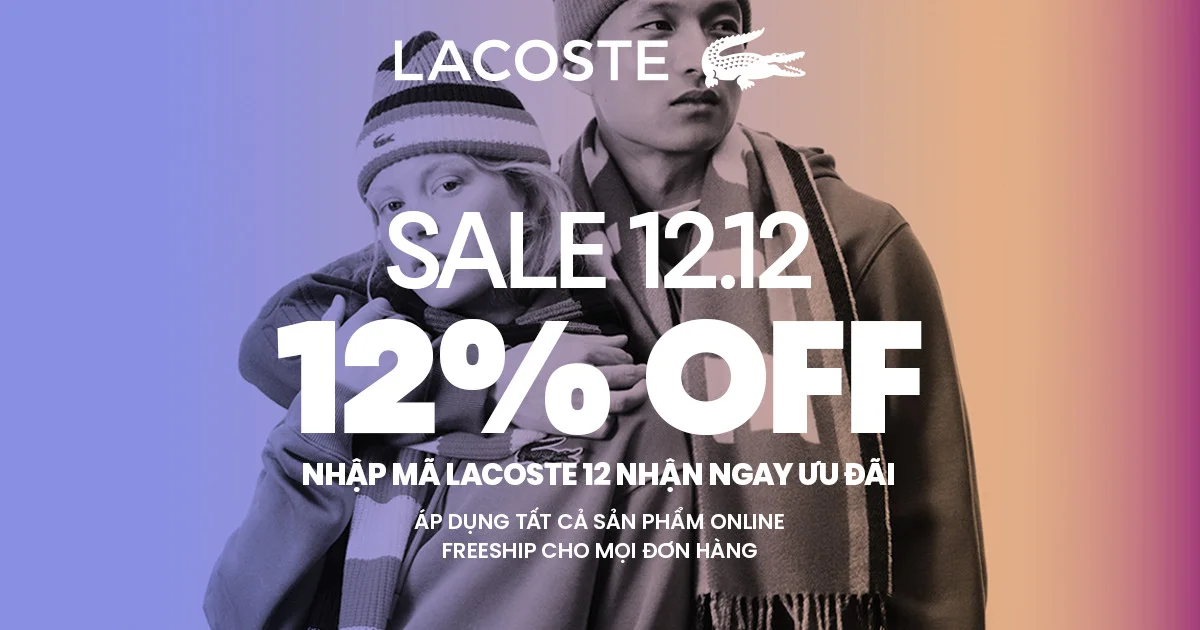 LACOSTE
SALE 12.12
12% OFF
NHẬP MÃ LACOSTE 12 NHẬN NGAY ƯU ĐÃI
ÁP DỤNG TẤT CẢ SẢN PHẨM ONLINE
FREESHIP CHO MỌI ĐƠN HÀNG